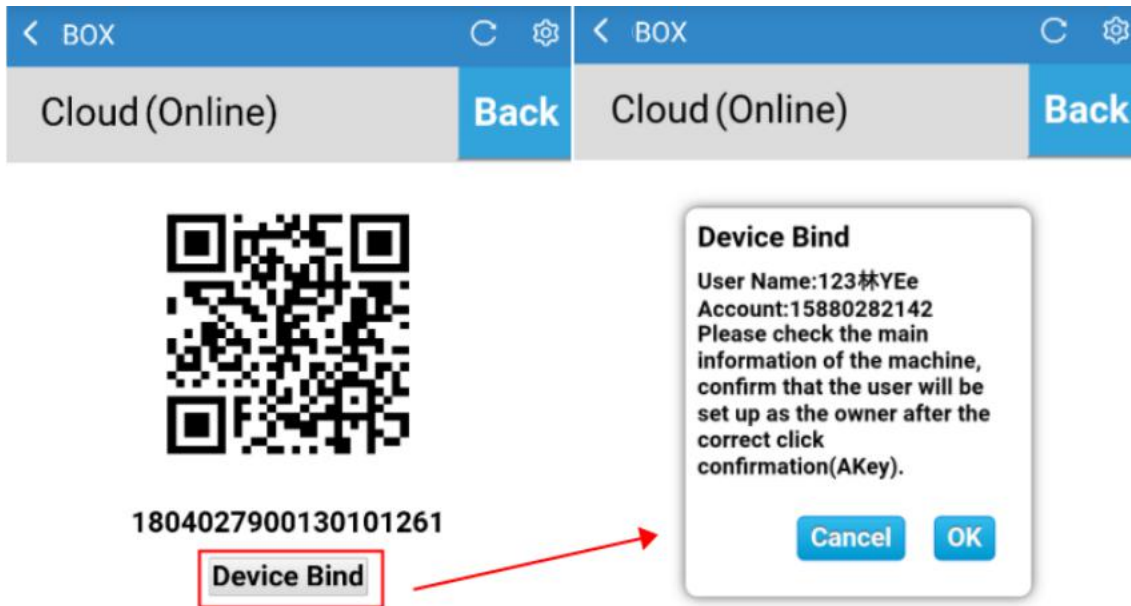 BOX
Cloud (Online)
Back
1804027900130101261
Device Bind
BOX
Cloud (Online)
Back
Device Bind
User Name:123林YEe
Account:15880282142
Please check the main
information of the machine,
confirm that the user will be
set up as the owner after the
correct click
confirmation(AKey).
Cancel
OK